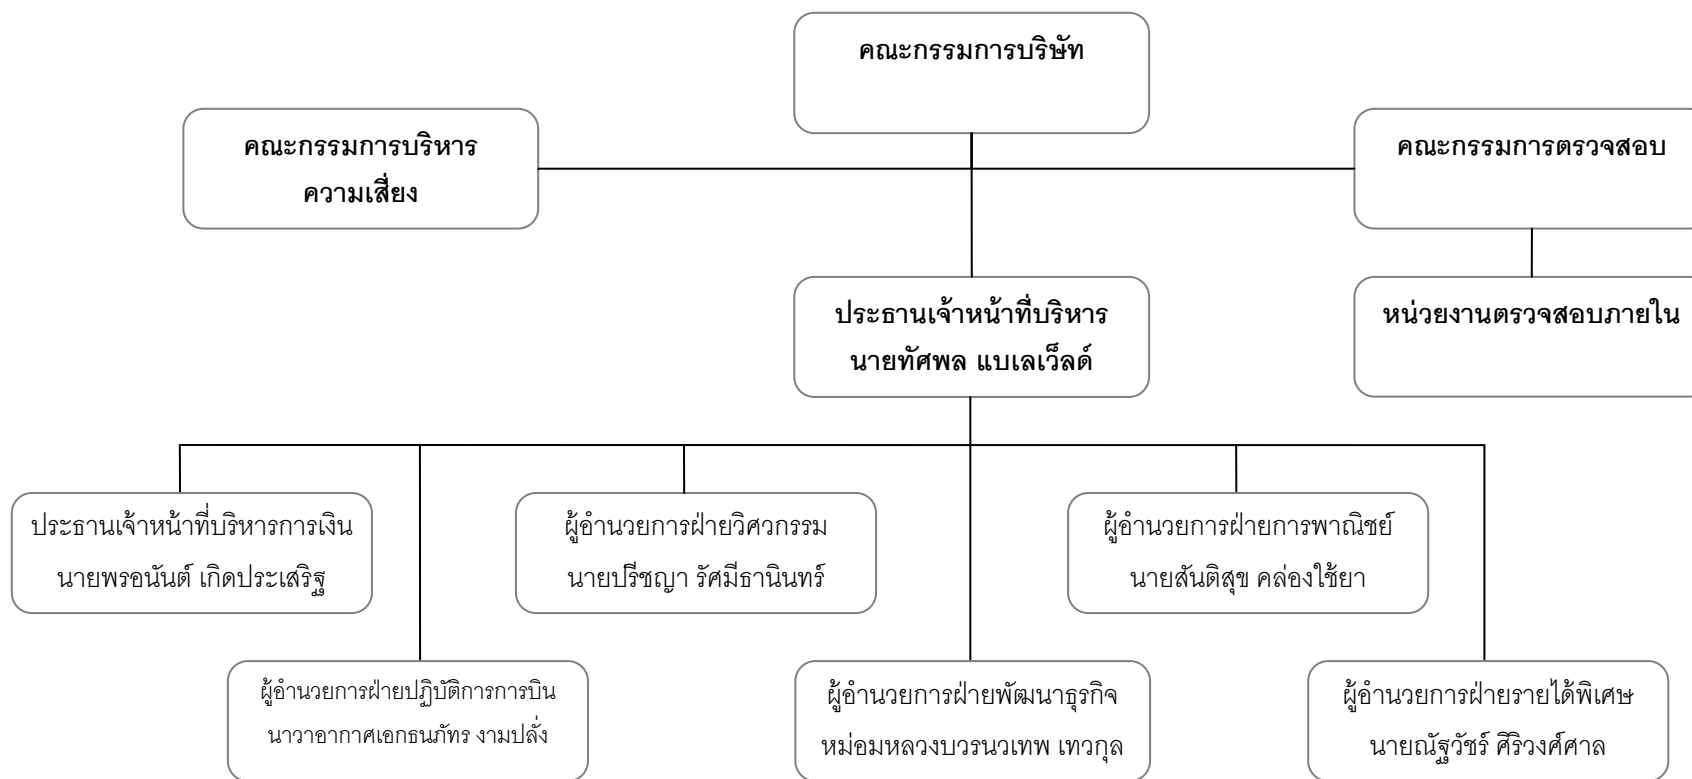 คณะกรรมการบริษัท
คณะกรรมการบริหาร
ความเสี่ยง
คณะกรรมการตรวจสอบ
ประธานเจ้าหน้าที่บริหาร
นายทัศพล แบเลเว็ลด์
หน่วยงานตรวจสอบภายใน
ประธานเจ้าหน้าที่บริหารการเงิน
นายพรอนันต์ เกิดประเสริฐ
ผู้อำนวยการฝ่ายวิศวกรรม
นายปรีชญา รัศมีธานินทร์
ผู้อำนวยการฝ่ายการพาณิชย์
นายสันติสุข คล่องใช้ยา
ผู้อำนวยการฝ่ายปฏิบัติการการบิน
นาวาอากาศเอกธนภัทร งามปลั่ง
ผู้อำนวยการฝ่ายพัฒนาธุรกิจ
หม่อมหลวงบวรนวเทพ เทวกุล
ผู้อำนวยการฝ่ายรายได้พิเศษ
นายณัฐวัชร์ ศิริวงศ์ศาล